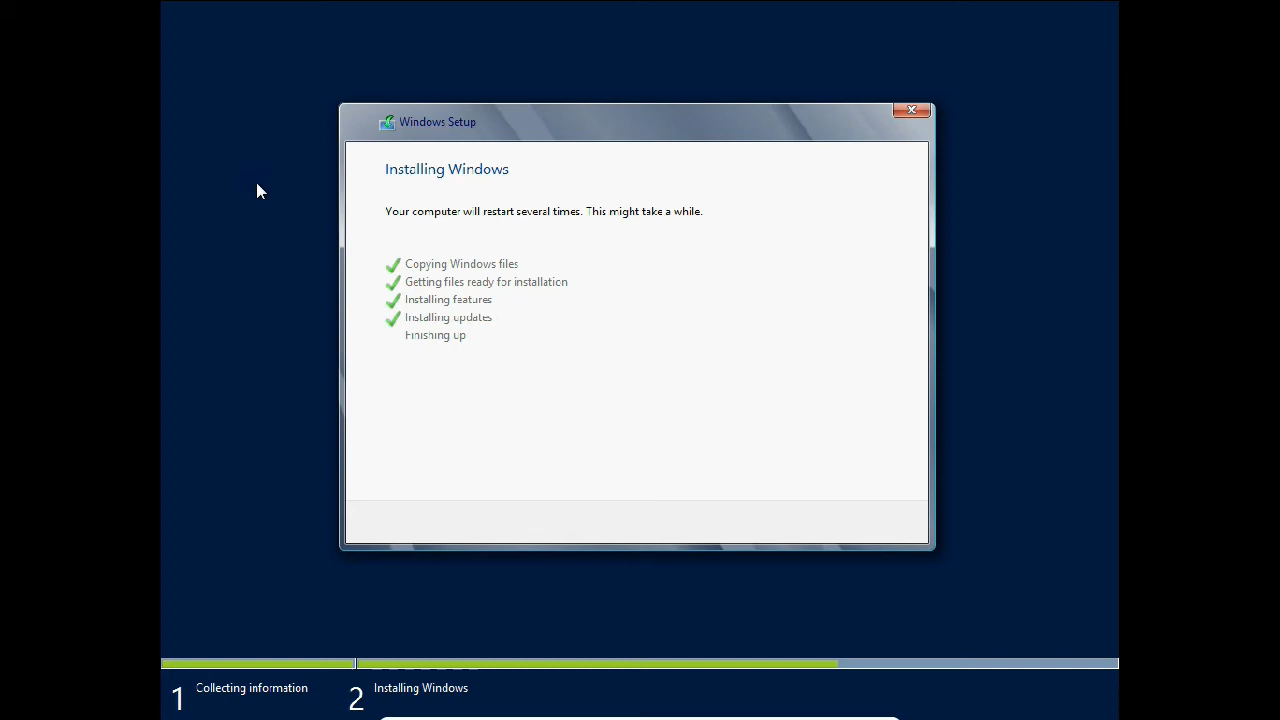 Windows Setup
Installing Windows
Your computer will restart several times. This might take a while.
Copying Windows files
Getting files ready for installation
Installing features
Installing updates
Finishing up
1 Collecting information
2 Installing Windows